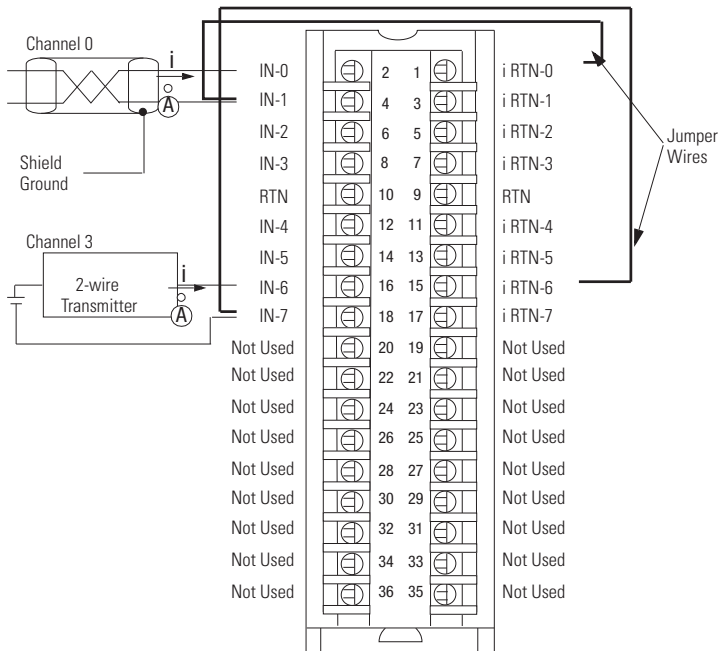 Channel 0
i
A
Shield
Ground
Channel 3
2-wire
Transmitter
i
A
IN-0 2 1 i RTN-0
IN-1 4 3 i RTN-1
IN-2 6 5 i RTN-2
IN-3 8 7 i RTN-3
RTN 10 9 RTN
IN-4 12 11 i RTN-4
IN-5 14 13 i RTN-5
IN-6 16 15 i RTN-6
IN-7 18 17 i RTN-7
Not Used 20 19 Not Used
Not Used 22 21 Not Used
Not Used 24 23 Not Used
Not Used 26 25 Not Used
Not Used 28 27 Not Used
Not Used 30 29 Not Used
Not Used 32 31 Not Used
Not Used 34 33 Not Used
Not Used 36 35 Not Used
Jumper
Wires